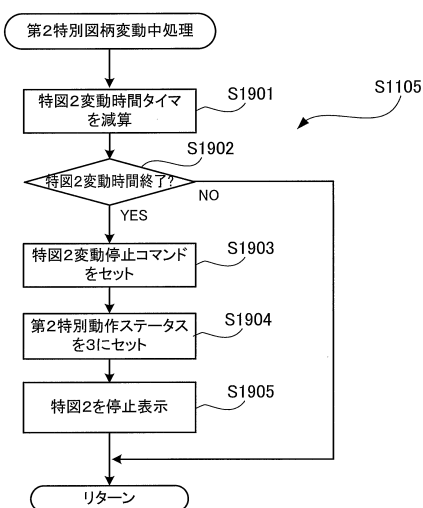 第2特別図柄変動中処理
S1105
S1901
特図2変動時間タイマ
を減算
S1902
特図2変動時間終了?
NO
YES
S1903
特図2変動停止コマンド
をセット
S1904
第2特別動作ステータス
を3にセット
S1905
特図2を停止表示
リターン